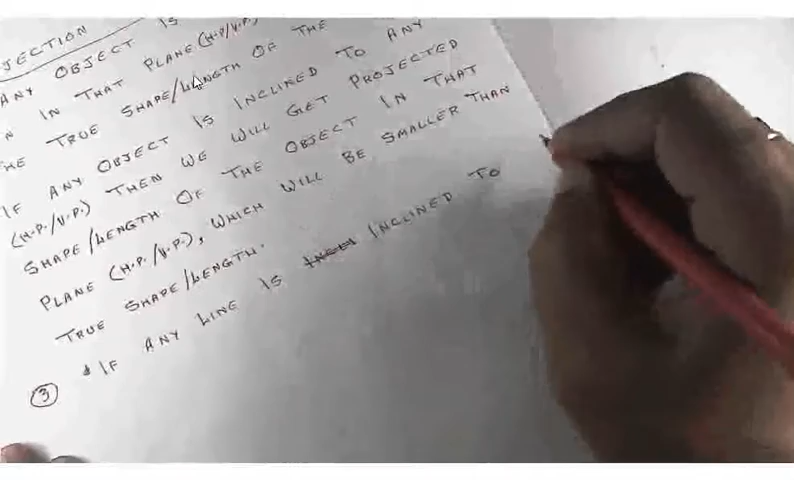 JECTION
ANY OBJECT IS
N IN THAT PLANE (H.P/V.P.)
HE TRUE SHAPE/LENGTH OF THE
IF ANY OBJECT IS INCLINED TO ANY
(H.P./V.P.) THEN WE WILL GET PROJECTED
SHAPE/LENGTH OF THE OBJECT IN THAT
PLANE (H.P./V.P.), WHICH WILL BE SMALLER THAN
TRUE SHAPE/LENGTH.
③ IF ANY LINE IS INCLINED TO